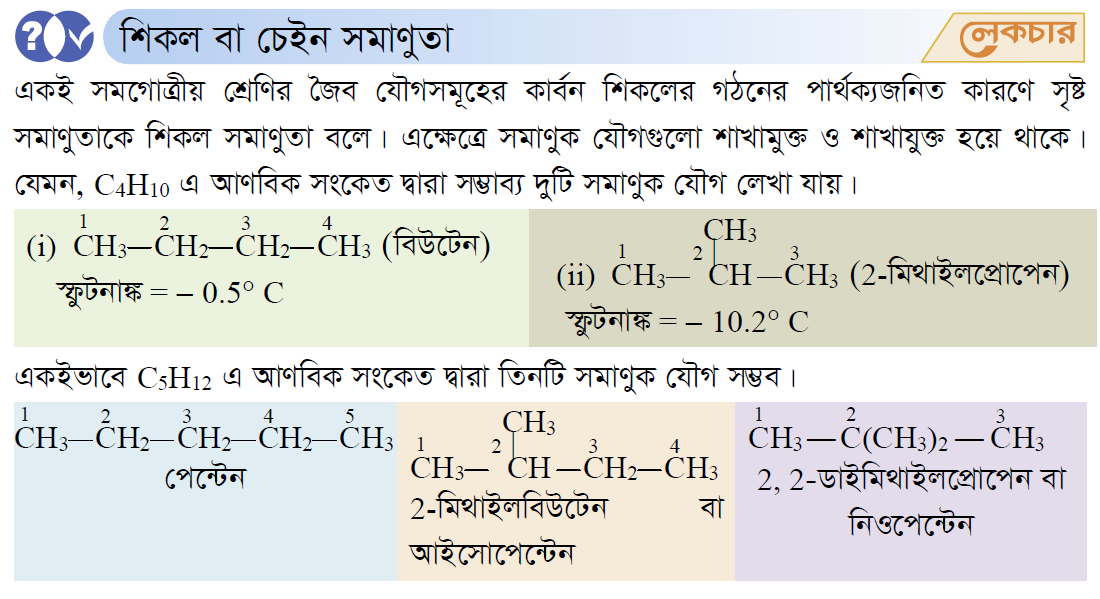 শিকল বা চেইন সমাণুতা
লেকচার
একই সমগোত্রীয় শ্রেণির জৈব যৌগসমূহের কার্বন শিকলের গঠনের পার্থক্যজনিত কারণে সৃষ্ট
সমাণুতাকে শিকল সমাণুতা বলে। এক্ষেত্রে সমাণুক যৌগগুলো শাখামুক্ত ও শাখাযুক্ত হয়ে থাকে।
যেমন, C₄H₁₀ এ আণবিক সংকেত দ্বারা সম্ভাব্য দুটি সমাণুক যৌগ লেখা যায়।
1 2 3 4
(i) CH₃—CH₂—CH₂—CH₃ (বিউটেন)
স্ফুটনাঙ্ক = – 0.5° C
CH₃
1 2 3
(ii) CH₃—CH—CH₃ (2-মিথাইলপ্রোপেন)
স্ফুটনাঙ্ক = – 10.2° C
একইভাবে C₅H₁₂ এ আণবিক সংকেত দ্বারা তিনটি সমাণুক যৌগ সম্ভব।
1 2 3 4 5
CH₃—CH₂—CH₂—CH₂—CH₃
পেন্টেন
CH₃
1 2 3 4
CH₃—CH—CH₂—CH₃
2-মিথাইলবিউটেন বা
আইসোপেন্টেন
1 2 3
CH₃—C(CH₃)₂—CH₃
2, 2-ডাইমিথাইলপ্রোপেন বা
নিওপেন্টেন